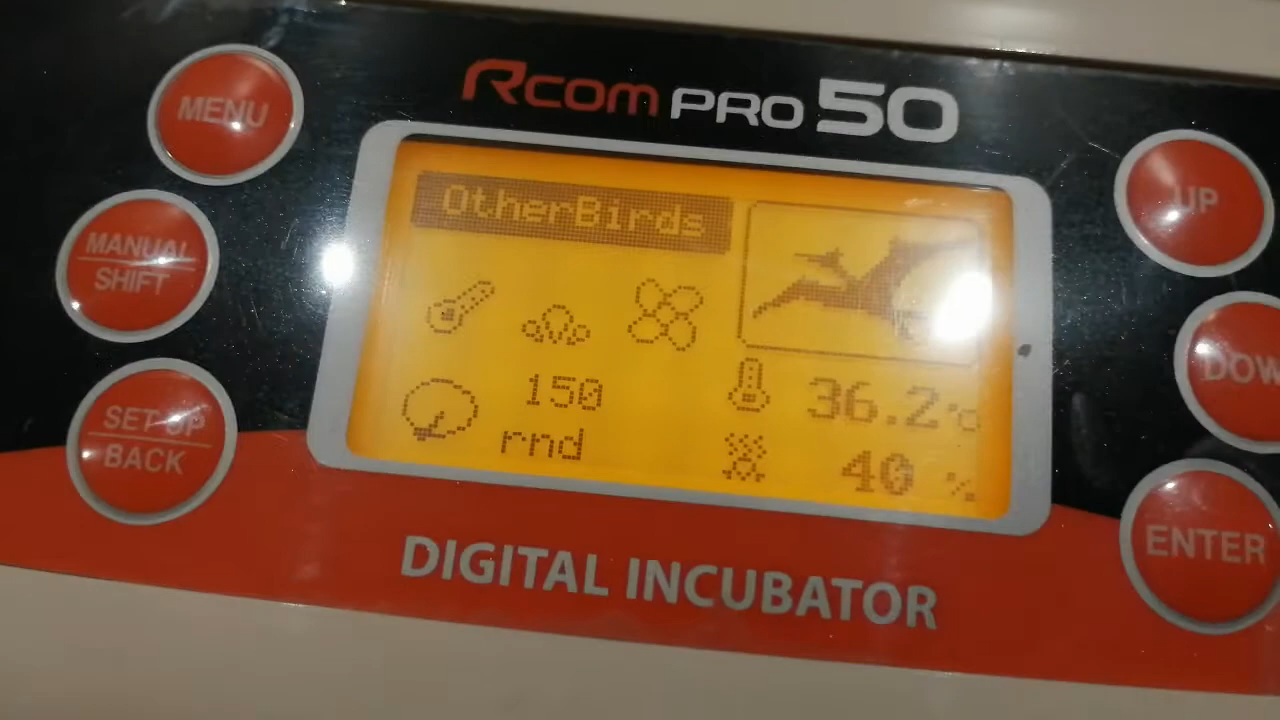 Rcom PRO 50
MENU
MANUAL
SHIFT
SET UP
BACK
OtherBirds
150
rnd
36.2°C
40 %
UP
DOW
ENTER
DIGITAL INCUBATOR